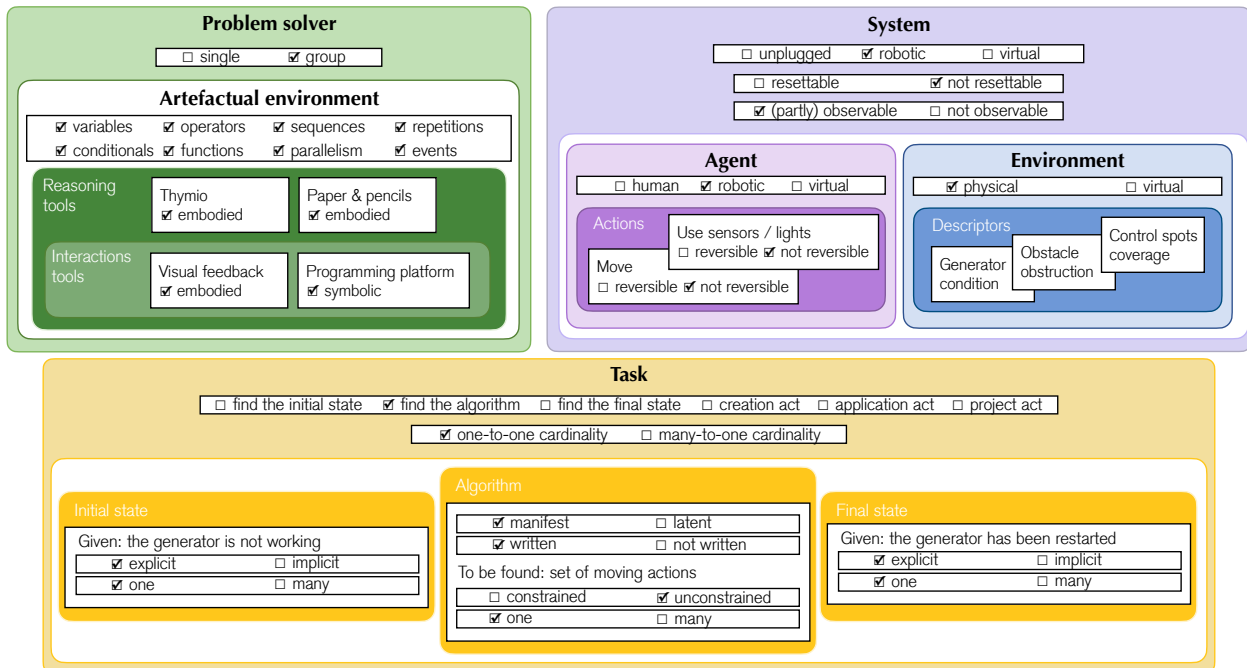 Problem solver
☐ single ☑ group
Artefactual environment
☑ variables ☑ operators ☑ sequences ☑ repetitions
☑ conditionals ☑ functions ☑ parallelism ☑ events
Reasoning tools
Thymio
☑ embodied
Paper & pencils
☑ embodied
Interactions tools
Visual feedback
☑ embodied
Programming platform
☑ symbolic
System
☐ unplugged ☑ robotic ☐ virtual
☐ resettable ☑ not resettable
☑ (partly) observable ☐ not observable
Agent
☐ human ☑ robotic ☐ virtual
Actions
Use sensors / lights
☐ reversible ☑ not reversible
Move
☐ reversible ☑ not reversible
Environment
☑ physical ☐ virtual
Descriptors
Generator
condition
Obstacle
obstruction
Control spots
coverage
Task
☐ find the initial state ☑ find the algorithm ☐ find the final state ☐ creation act ☐ application act ☐ project act
☑ one-to-one cardinality ☐ many-to-one cardinality
Initial state
Given: the generator is not working
☑ explicit ☐ implicit
☑ one ☐ many
Algorithm
☑ manifest ☐ latent
☑ written ☐ not written
To be found: set of moving actions
☐ constrained ☑ unconstrained
☑ one ☐ many
Final state
Given: the generator has been restarted
☑ explicit ☐ implicit
☑ one ☐ many